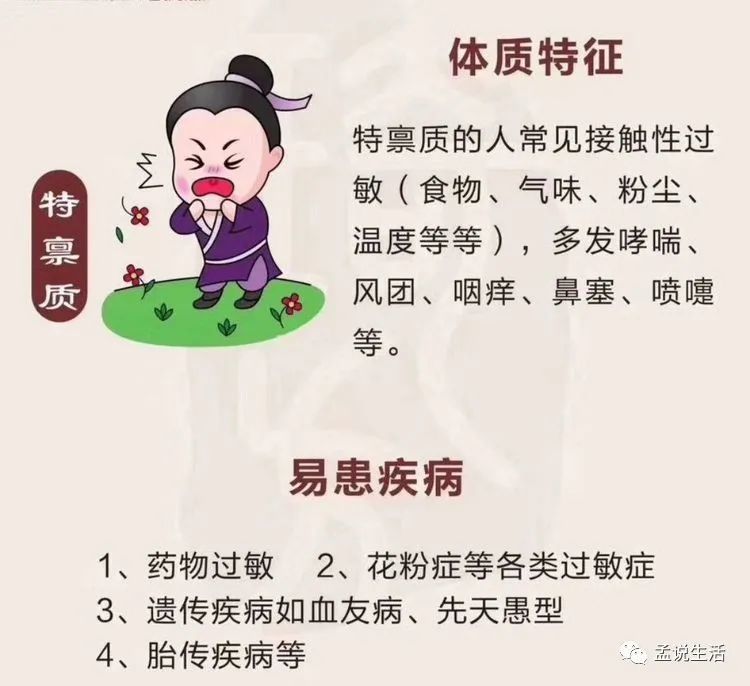 体质特征
特禀质
特禀质的人常见接触性过
敏（食物、气味、粉尘、
温度等等），多发哮喘、
风团、咽痒、鼻塞、喷嚏
等。
易患疾病
1、药物过敏 2、花粉症等各类过敏症
3、遗传疾病如血友病、先天愚型
4、胎传疾病等
孟说生活